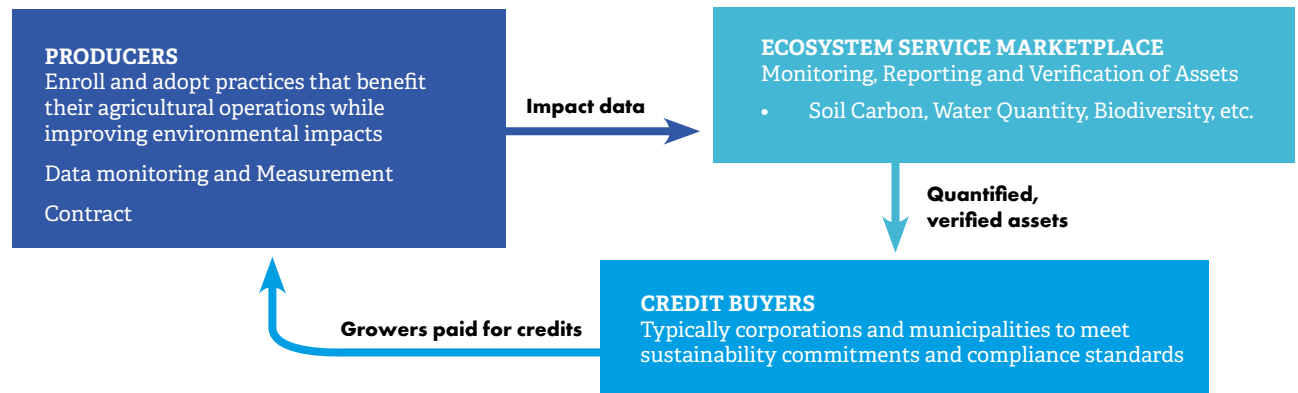 PRODUCERS
Enroll and adopt practices that benefit
their agricultural operations while
improving environmental impacts
Data monitoring and Measurement
Contract
Impact data
ECOSYSTEM SERVICE MARKETPLACE
Monitoring, Reporting and Verification of Assets
• Soil Carbon, Water Quantity, Biodiversity, etc.
Quantified,
verified assets
CREDIT BUYERS
Typically corporations and municipalities to meet
sustainability commitments and compliance standards
Growers paid for credits